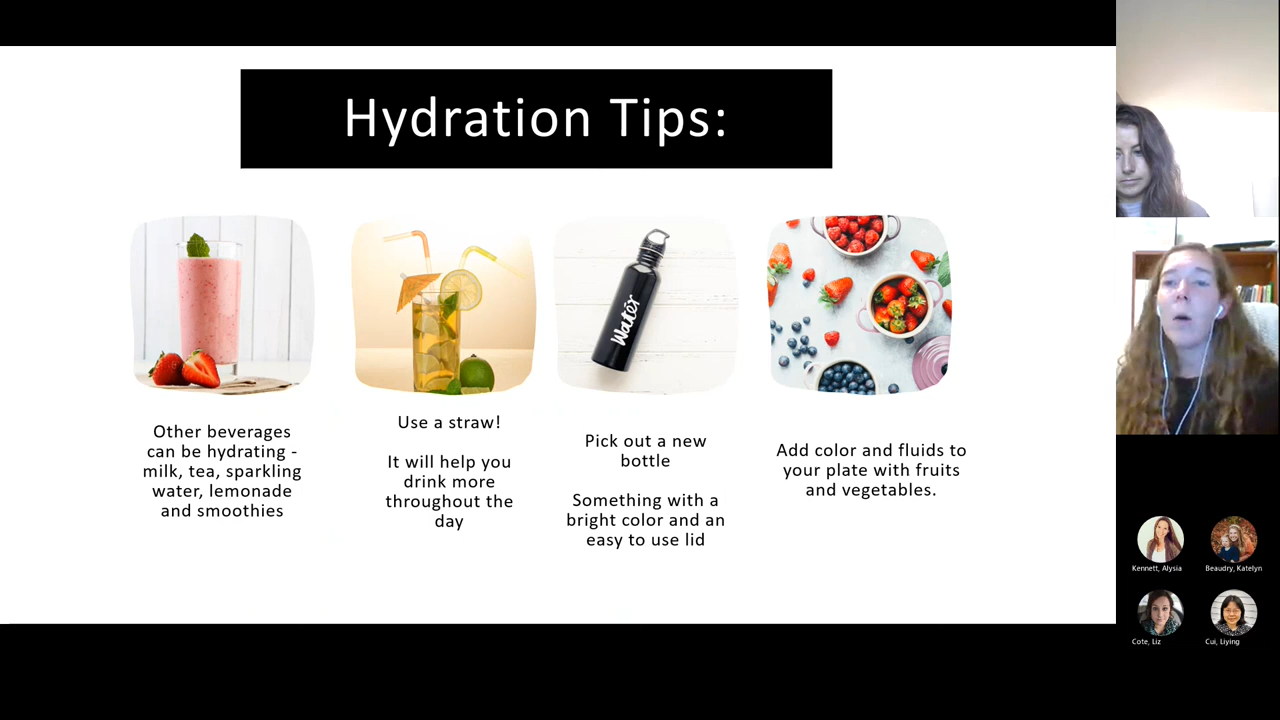 Hydration Tips:
Other beverages
can be hydrating -
milk, tea, sparkling
water, lemonade
and smoothies
Use a straw!
It will help you
drink more
throughout the
day
Water
Pick out a new
bottle
Something with a
bright color and an
easy to use lid
Add color and fluids to
your plate with fruits
and vegetables.
Kennett, Alysia
Beaudry, Katelyn
Cote, Liz
Cui, Liying